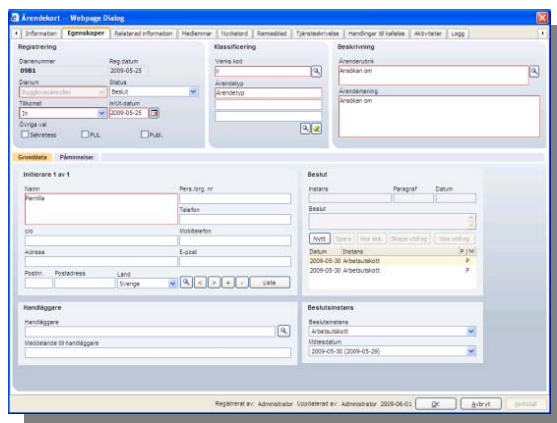 Ärendekort -- Webpage Dialog
Information Egenskaper Relaterad information Medlemmar Nyckelord Remissblad Tjänsteskrivelse Handlingar till kallelse Aktiviteter Logg
Registrering
Diarienummer Reg.datum
0981 2009-05-25
Diarium Status
Byggklövärenden Beslut
Tillkomst In/Ut-datum
In 2009-05-25
Övriga val
Sekretess PUL Publ.
Klassificering
Verks.kod
V
Ärendetyp
Ärendetyp
Beskrivning
Ärenderubrik
Ansökan om
Ärendemening
Ansökan om
Grunddata Påminnelser
Initierare 1 av 1
Namn Pers./org. nr
Pernilla
Telefon
c/o Mobiltelefon
Adress E-post
Postnr. Postadress Land
Sverige < > + - Lista
Handläggare
Handläggare
Meddelande till handläggare
Beslut
Instans Paragraf Datum
Beslut
Nytt Spara Visa dok. Skapa utdrag Visa utdrag
Datum Instans P / M
2009-05-30 Arbetsutskott P
2009-05-30 Arbetsutskott P
Beslutsinstans
Beslutsinstans
Arbetsutskott
Mötesdatum
2009-05-30 (2009-05-29)
Registrerat av: Administrator Uppdaterad av: Administrator 2009-06-01 OK Avbryt Verkställ